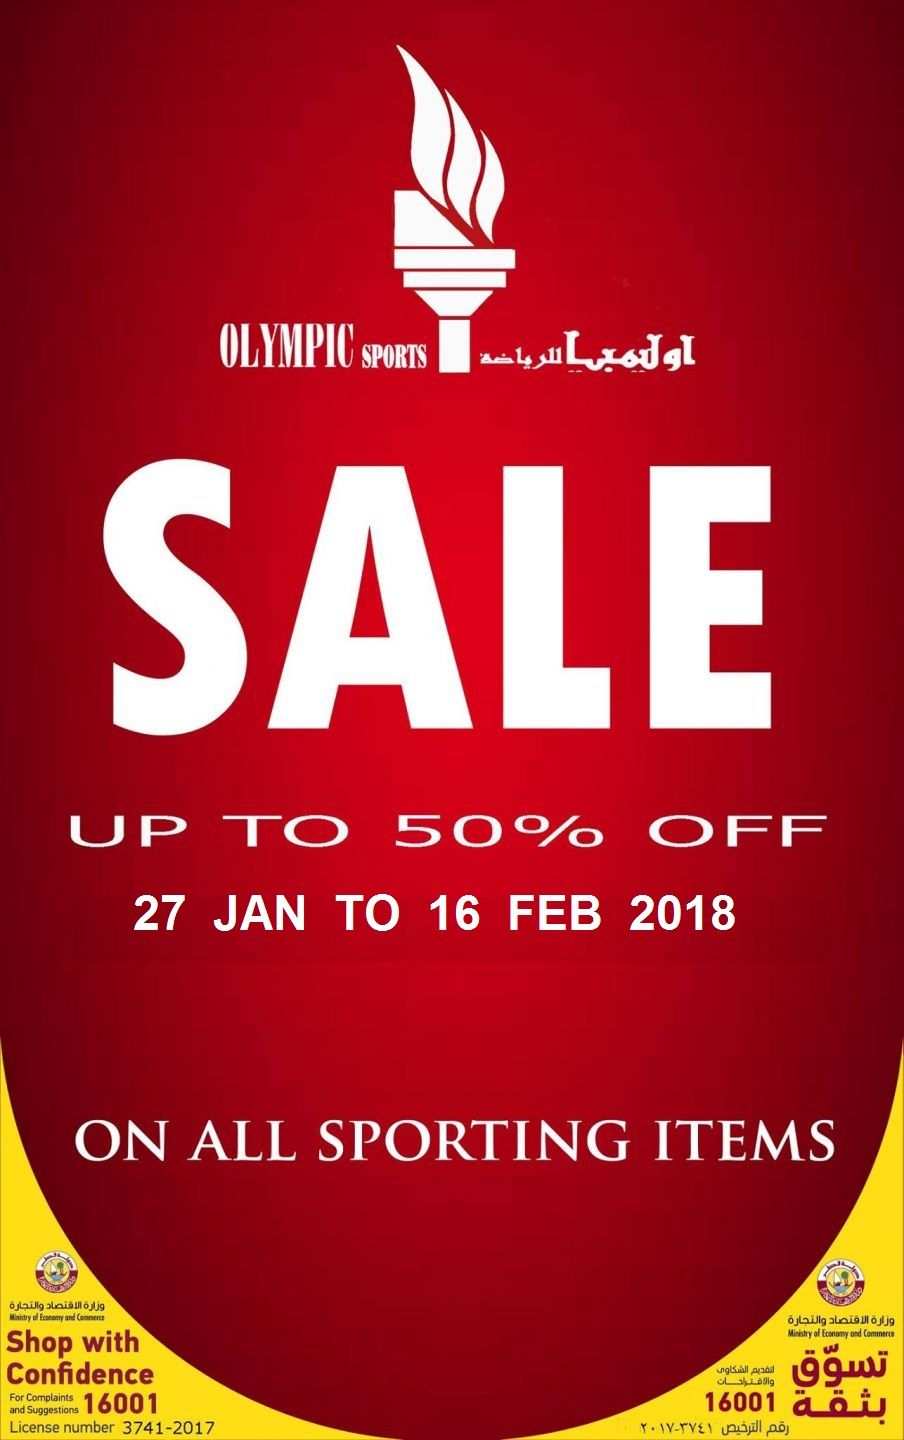 OLYMPIC SPORTS اوليمبيا للرياضة
SALE
UP TO 50% OFF
27 JAN TO 16 FEB 2018
ON ALL SPORTING ITEMS
وزارة الاقتصاد والتجارة
Ministry of Economy and Commerce
Shop with
Confidence
For Complaints
and Suggestions 16001
License number 3741-2017
وزارة الاقتصاد والتجارة
Ministry of Economy and Commerce
تسوّق
بثقة
لتقديم الشكاوى
والاقتراحات
16001
رقم الترخيص ٣٧٤١-٢٠١٧